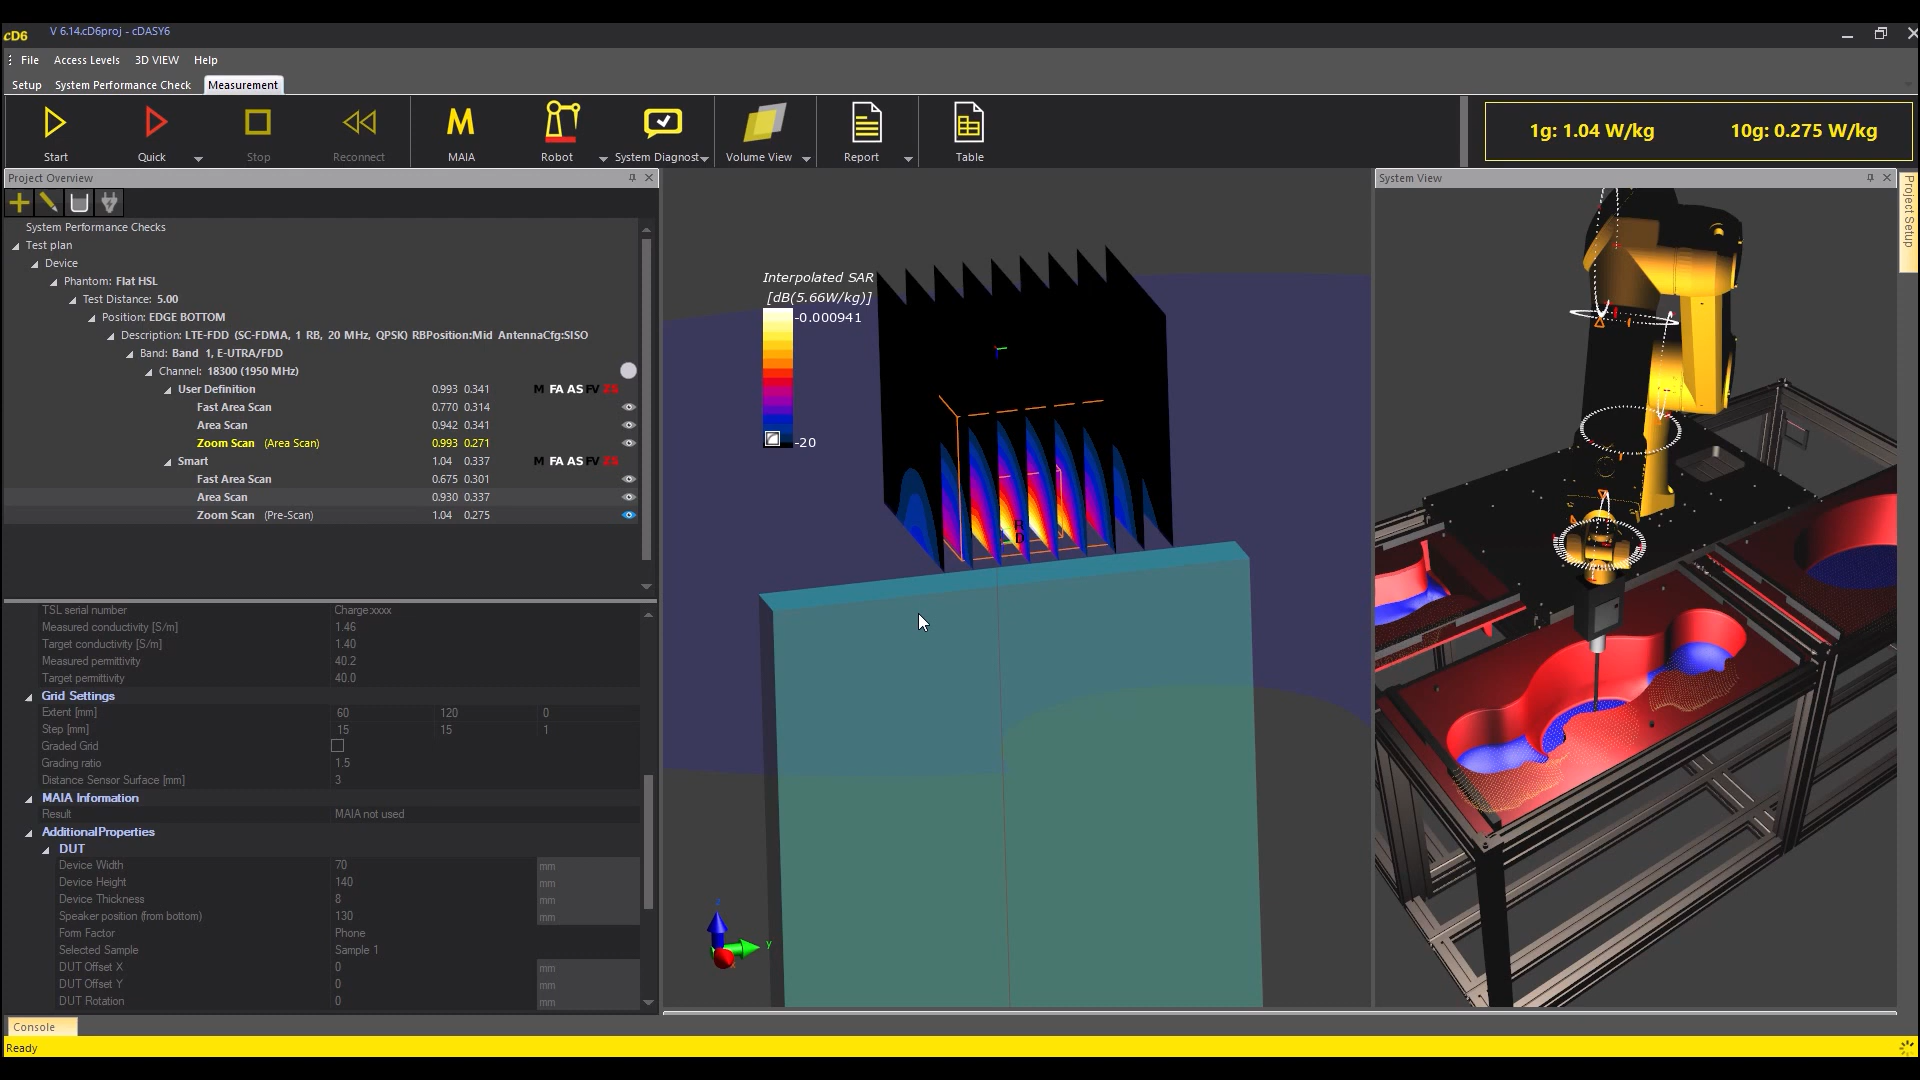 cD6 V 6.14.cD6proj - cDASY6
File Access Levels 3D VIEW Help
Setup System Performance Check Measurement
Start Quick Stop Reconnect MAIA Robot System Diagnost Volume View Report Table
1g: 1.04 W/kg 10g: 0.275 W/kg
Project Overview
System Performance Checks
Test plan
Device
Phantom: Flat HSL
Test Distance: 5.00
Position: EDGE BOTTOM
Description: LTE-FDD (SC-FDMA, 1 RB, 20 MHz, QPSK) RBPosition:Mid AntennaCfg:SISO
Band: Band 1, E-UTRA/FDD
Channel: 18300 (1950 MHz)
User Definition 0.993 0.341 M FA AS FV ZS
Fast Area Scan 0.770 0.314
Area Scan 0.942 0.341
Zoom Scan (Area Scan) 0.993 0.271
Smart 1.04 0.337 M FA AS FV ZS
Fast Area Scan 0.675 0.301
Area Scan 0.930 0.337
Zoom Scan (Pre-Scan) 1.04 0.275
TSL serial number Charge:xxxx
Measured conductivity [S/m] 1.46
Target conductivity [S/m] 1.40
Measured permittivity 40.2
Target permittivity 40.0
Grid Settings
Extent [mm] 60 120 0
Step [mm] 15 15 1
Graded Grid
Grading ratio 1.5
Distance Sensor Surface [mm] 3
MAIA Information
Result MAIA not used
AdditionalProperties
DUT
Device Width 70 mm
Device Height 140 mm
Device Thickness 8 mm
Speaker position (from bottom) 130 mm
Form Factor Phone
Selected Sample Sample 1
DUT Offset X 0 mm
DUT Offset Y 0 mm
DUT Rotation 0 mm
Interpolated SAR
[dB(5.66W/kg)]
-0.000941
-20
z
y
System View
Project Setup
Console
Ready